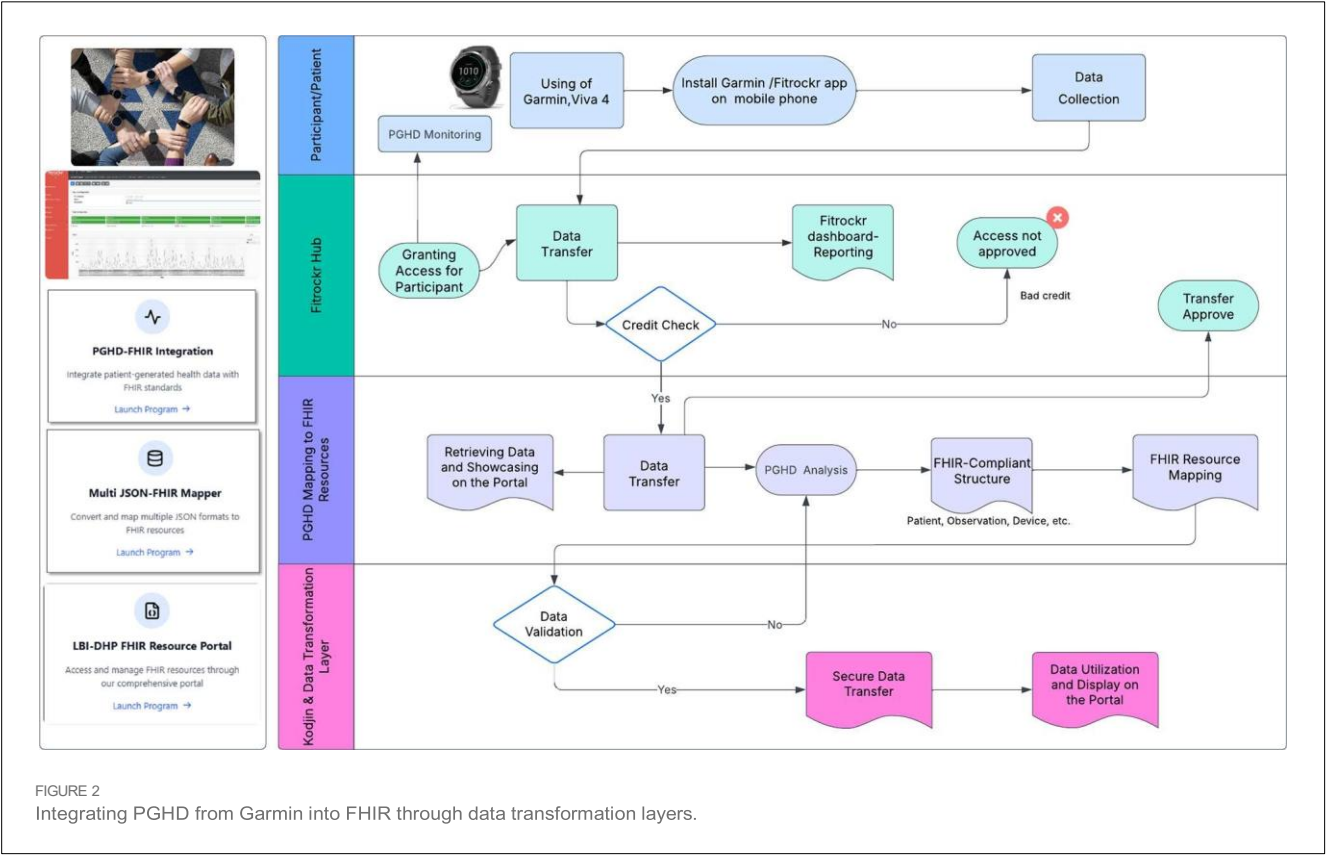 PGHD-FHIR Integration
Integrate patient-generated health data with
FHIR standards
Launch Program →
Multi JSON-FHIR Mapper
Convert and map multiple JSON formats to
FHIR resources
Launch Program →
LBI-DHP FHIR Resource Portal
Access and manage FHIR resources through
our comprehensive portal
Launch Program →
Participant/Patient
1010
Using of
Garmin,Viva 4
Install Garmin /Fitrockr app
on mobile phone
Data
Collection
PGHD Monitoring
Fitrockr Hub
Granting
Access for
Participant
Data
Transfer
Fitrockr
dashboard-
Reporting
Access not
approved
Bad credit
Transfer
Approve
Credit Check
No
Yes
PGHD Mapping to FHIR
Resources
Retrieving Data
and Showcasing
on the Portal
Data
Transfer
PGHD Analysis
FHIR-Compliant
Structure
Patient, Observation, Device, etc.
FHIR Resource
Mapping
Kodjin & Data Transformation
Layer
Data
Validation
No
Yes
Secure Data
Transfer
Data Utilization
and Display on
the Portal
FIGURE 2
Integrating PGHD from Garmin into FHIR through data transformation layers.